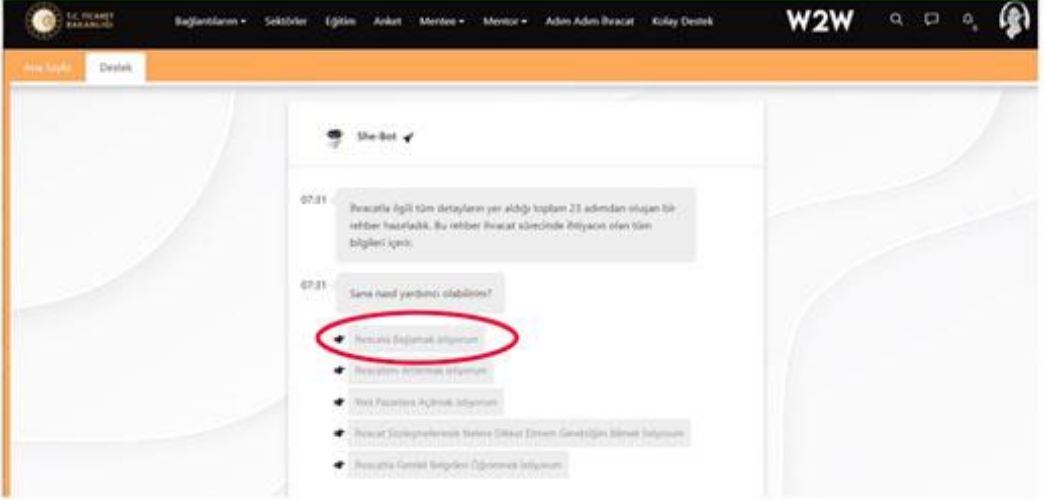 T.C. TİCARET
BAKANLIĞI
Bağlantılarım Sektörler Eğitim Anket Mentee Mentor Adım Adım İhracat Kolay Destek
W2W
Ana Sayfa
Destek
She-Bot
07:31
İhracatla ilgili tüm detayların yer aldığı toplam 23 adımdan oluşan bir
rehber hazırladık. Bu rehber ihracat sürecinde ihtiyacın olan tüm
bilgileri içerir.
07:31
Sana nasıl yardımcı olabilirim?
İhracata Başlamak istiyorum
İhracatımı Artırmak istiyorum
Yeni Pazarlara Açılmak istiyorum
İhracat Sözleşmelerinde Nelere Dikkat Etmem Gerektiğini Bilmek İstiyorum
İhracatta Gerekli Belgeleri Öğrenmek İstiyorum